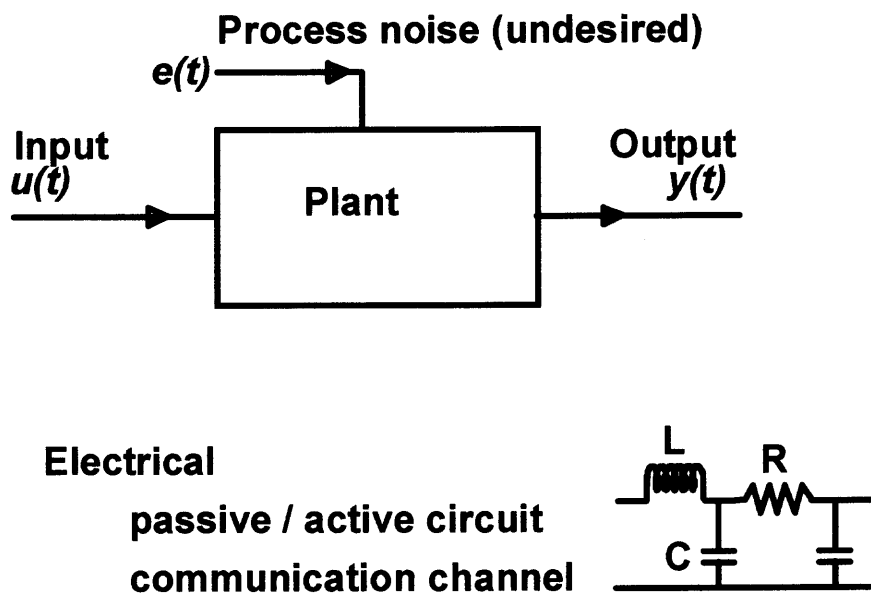 Process noise (undesired)
e(t)
Input
u(t)
Plant
Output
y(t)
Electrical
passive / active circuit
communication channel
L
R
C